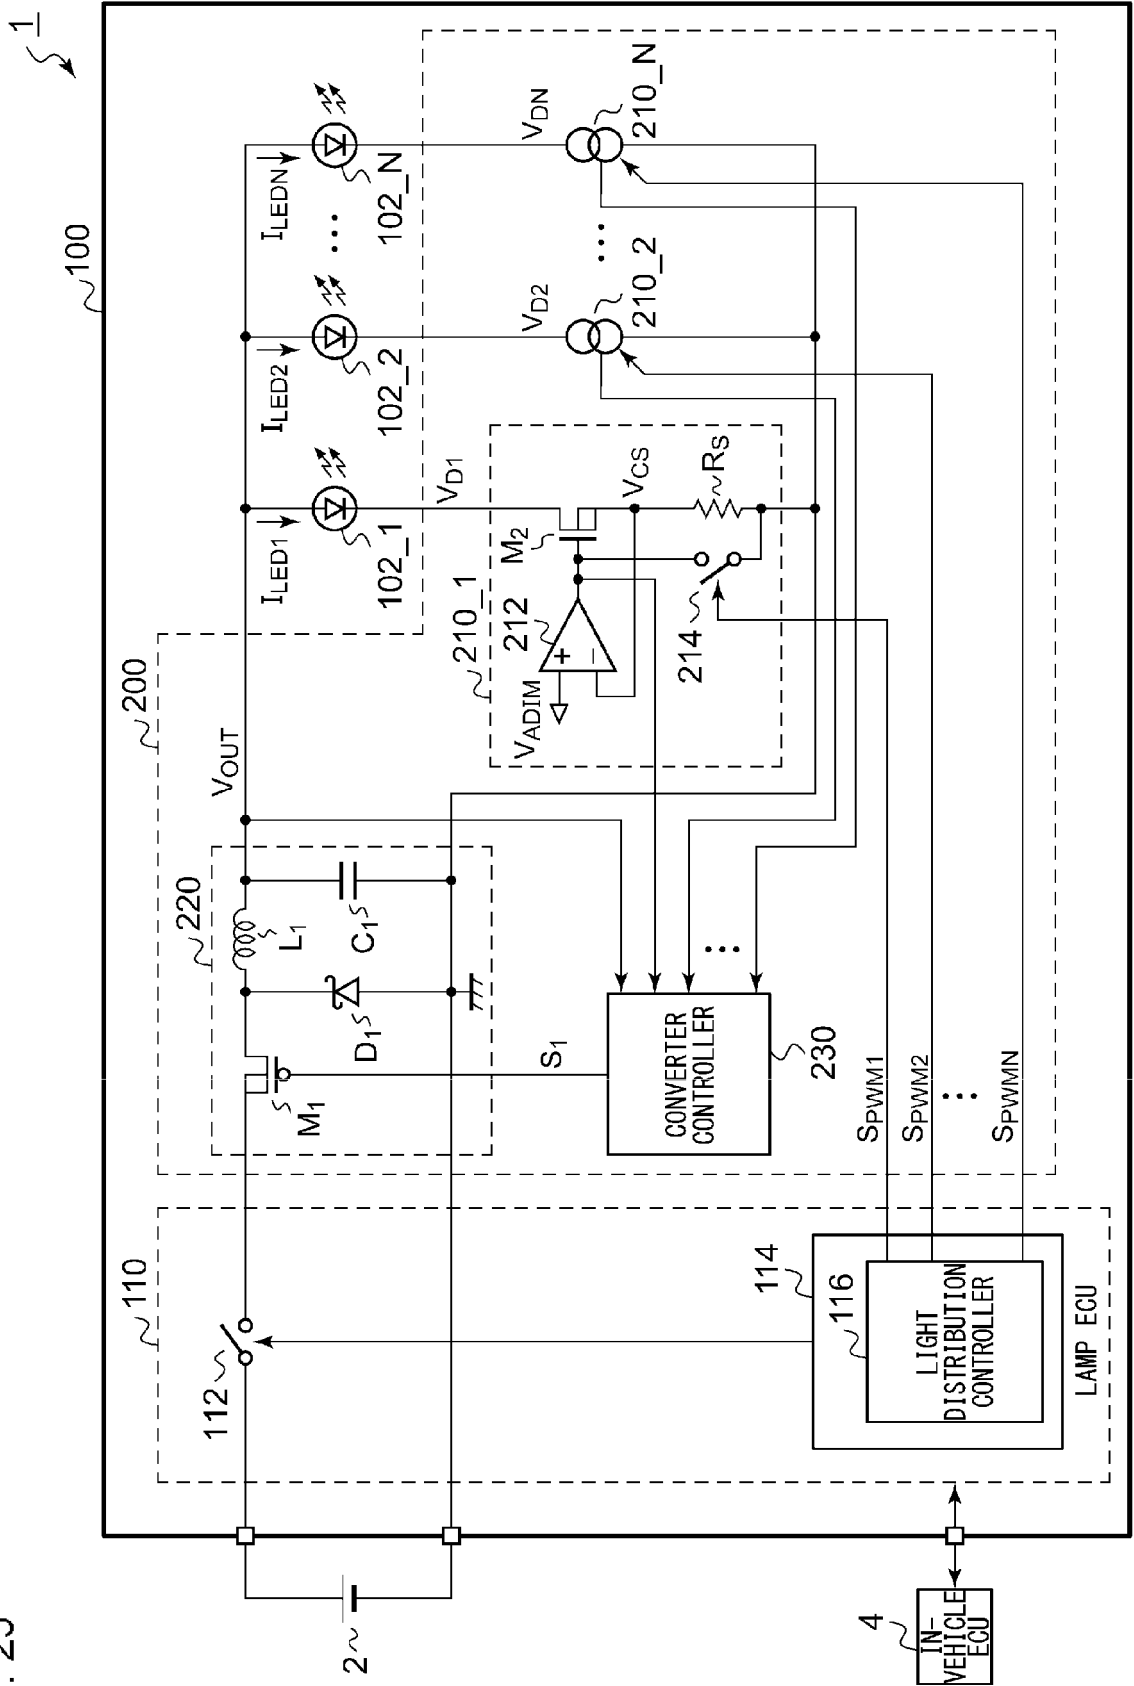 . 25
1
100
200
110
220
112
2
4
IN-
VEHICLE
ECU
M1
D1
L1
C1
VOUT
S1
CONVERTER
CONTROLLER
230
ILED1
ILED2
ILEDN
102_1
102_2
...
102_N
VD1
VD2
VDN
210_1
210_2
...
210_N
VADIM
212
+
−
M2
VCS
RS
214
...
SPWM1
SPWM2
...
SPWMN
114
116
LIGHT
DISTRIBUTION
CONTROLLER
LAMP ECU